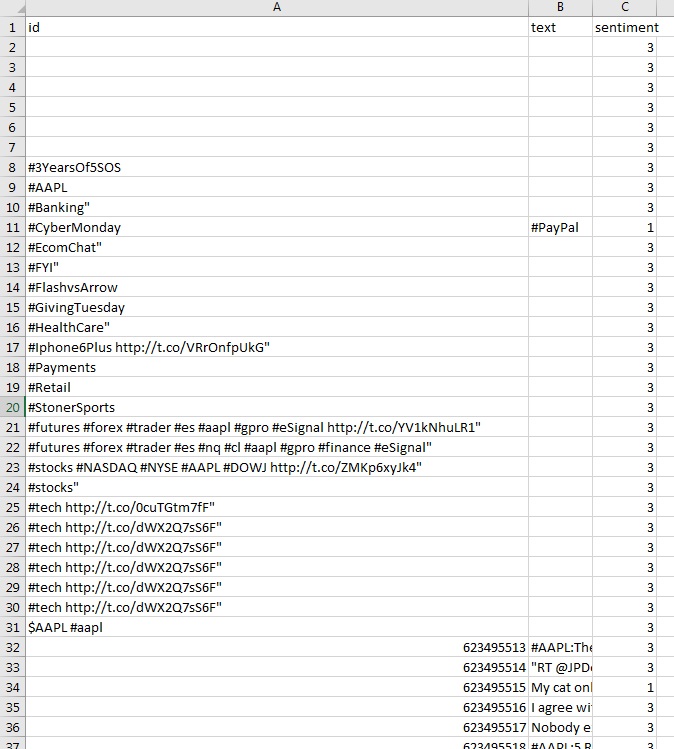 A B C
1 id text sentiment
2 3
3 3
4 3
5 3
6 3
7 3
8 #3YearsOf5SOS 3
9 #AAPL 3
10 #Banking" 3
11 #CyberMonday #PayPal 1
12 #EcomChat" 3
13 #FYI" 3
14 #FlashvsArrow 3
15 #GivingTuesday 3
16 #HealthCare" 3
17 #Iphone6Plus http://t.co/VRrOnfpUkG" 3
18 #Payments 3
19 #Retail 3
20 #StonerSports 3
21 #futures #forex #trader #es #aapl #gpro #eSignal http://t.co/YV1kNhuLR1" 3
22 #futures #forex #trader #es #nq #cl #aapl #gpro #finance #eSignal" 3
23 #stocks #NASDAQ #NYSE #AAPL #DOWJ http://t.co/ZMKp6xyJk4" 3
24 #stocks" 3
25 #tech http://t.co/0cuTGtm7fF" 3
26 #tech http://t.co/dWX2Q7sS6F" 3
27 #tech http://t.co/dWX2Q7sS6F" 3
28 #tech http://t.co/dWX2Q7sS6F" 3
29 #tech http://t.co/dWX2Q7sS6F" 3
30 #tech http://t.co/dWX2Q7sS6F" 3
31 $AAPL #aapl 3
32 623495513 #AAPL:The 3
33 623495514 "RT @JPD 3
34 623495515 My cat onl 1
35 623495516 I agree wi 3
36 623495517 Nobody e 3
37 623495518 #AAPL:5 R 3